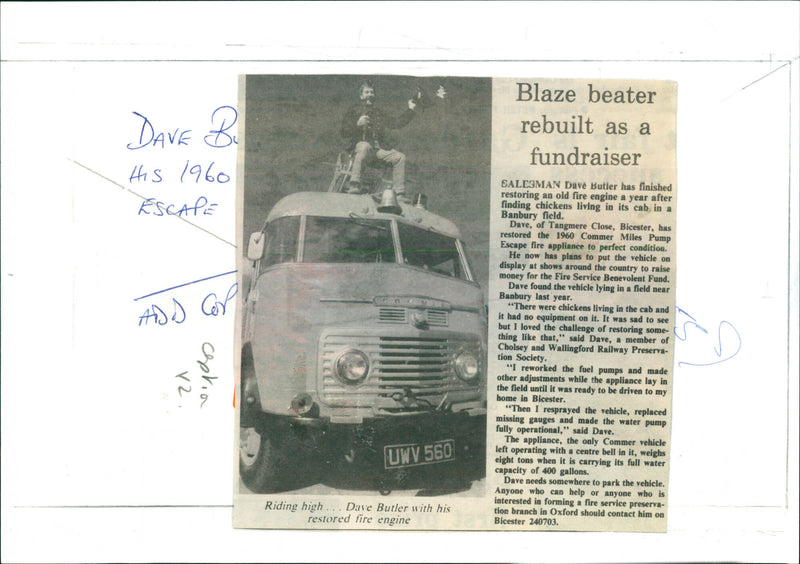 DAVE B
HIS 1960
ESCAPE
ADD COP
Caption
V2.
COMMER
UWV 560
Riding high . . . Dave Butler with his
restored fire engine
Blaze beater
rebuilt as a
fundraiser
SALESMAN Dave Butler has finished
restoring an old fire engine a year after
finding chickens living in its cab in a
Banbury field.
Dave, of Tangmere Close, Bicester, has
restored the 1960 Commer Miles Pump
Escape fire appliance to perfect condition.
He now has plans to put the vehicle on
display at shows around the country to raise
money for the Fire Service Benevolent Fund.
Dave found the vehicle lying in a field near
Banbury last year.
"There were chickens living in the cab and
it had no equipment on it. It was sad to see
but I loved the challenge of restoring some-
thing like that," said Dave, a member of
Cholsey and Wallingford Railway Preserva-
tion Society.
"I reworked the fuel pumps and made
other adjustments while the appliance lay in
the field until it was ready to be driven to my
home in Bicester.
"Then I resprayed the vehicle, replaced
missing gauges and made the water pump
fully operational," said Dave.
The appliance, the only Commer vehicle
left operating with a centre bell in it, weighs
eight tons when it is carrying its full water
capacity of 400 gallons.
Dave needs somewhere to park the vehicle.
Anyone who can help or anyone who is
interested in forming a fire service preserva-
tion branch in Oxford should contact him on
Bicester 240703.